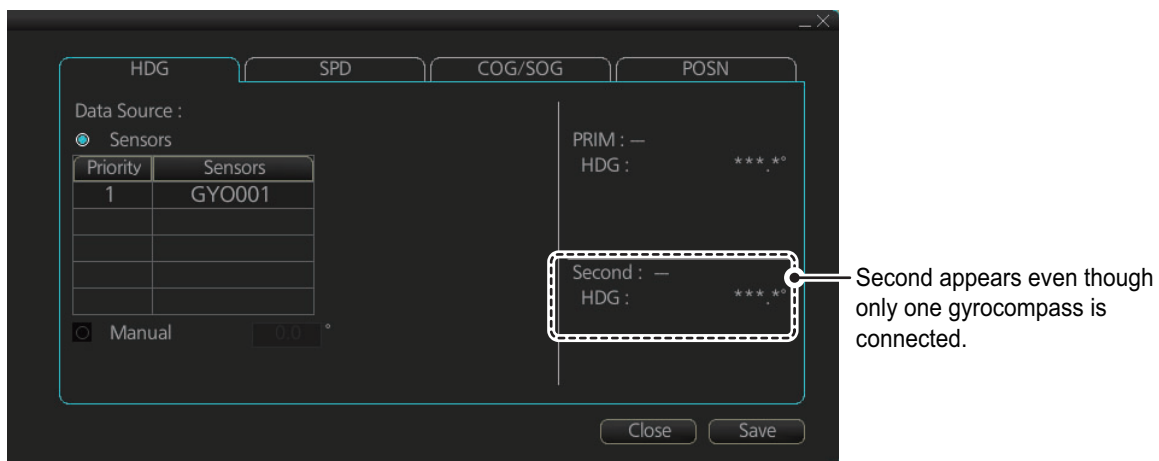 HDG SPD COG/SOG POSN
Data Source :
Sensors
Priority Sensors
1 GYO001
Manual 0.0 °
PRIM : —
HDG : ***.*°
Second : —
HDG : ***.*°
Second appears even though
only one gyrocompass is
connected.
Close Save